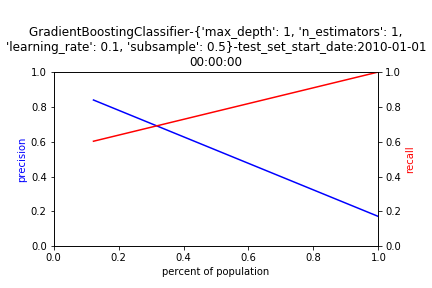 GradientBoostingClassifier-{'max_depth': 1, 'n_estimators': 1,
'learning_rate': 0.1, 'subsample': 0.5}-test_set_start_date:2010-01-01
00:00:00
1.0
0.8
0.6
0.4
0.2
0.0
precision
1.0
0.8
0.6
0.4
0.2
0.0
recall
0.0 0.2 0.4 0.6 0.8 1.0
percent of population